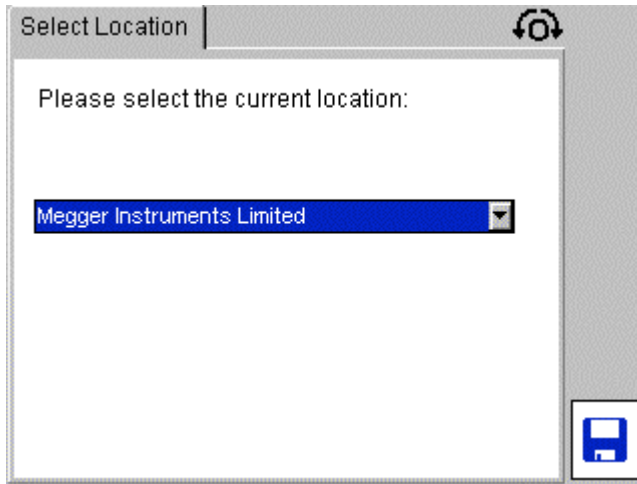 Select Location
Please select the current location:
Megger Instruments Limited